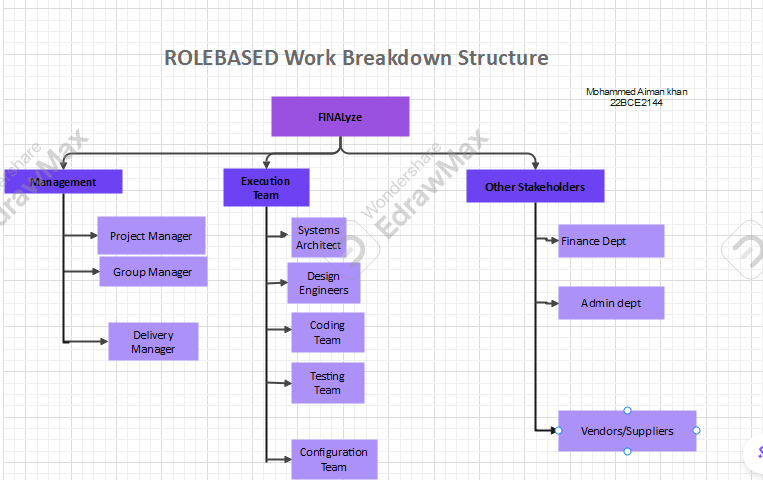 ROLEBASED Work Breakdown Structure
Mohammed Aiman khan
22BCE2144
FINALyze
Management
Execution
Team
Other Stakeholders
Project Manager
Group Manager
Delivery
Manager
Systems
Architect
Design
Engineers
Coding
Team
Testing
Team
Configuration
Team
Finance Dept
Admin dept
Vendors/Suppliers
Wondershare
EdrawMax